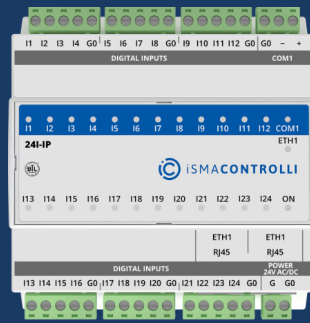 I1 I2 I3 I4 G0 I5 I6 I7 I8 G0 I9 I10 I11 I12 G0 G0 - +
DIGITAL INPUTS COM1
I1 I2 I3 I4 I5 I6 I7 I8 I9 I10 I11 I12 COM1
24I-IP ETH1
BTL iSMACONTROLLI
I13 I14 I15 I16 I17 I18 I19 I20 I21 I22 I23 I24 ON
ETH1 ETH1
RJ45 RJ45
DIGITAL INPUTS POWER
24V AC/DC
I13 I14 I15 I16 G0 I17 I18 I19 I20 G0 I21 I22 I23 I24 G0 G G0